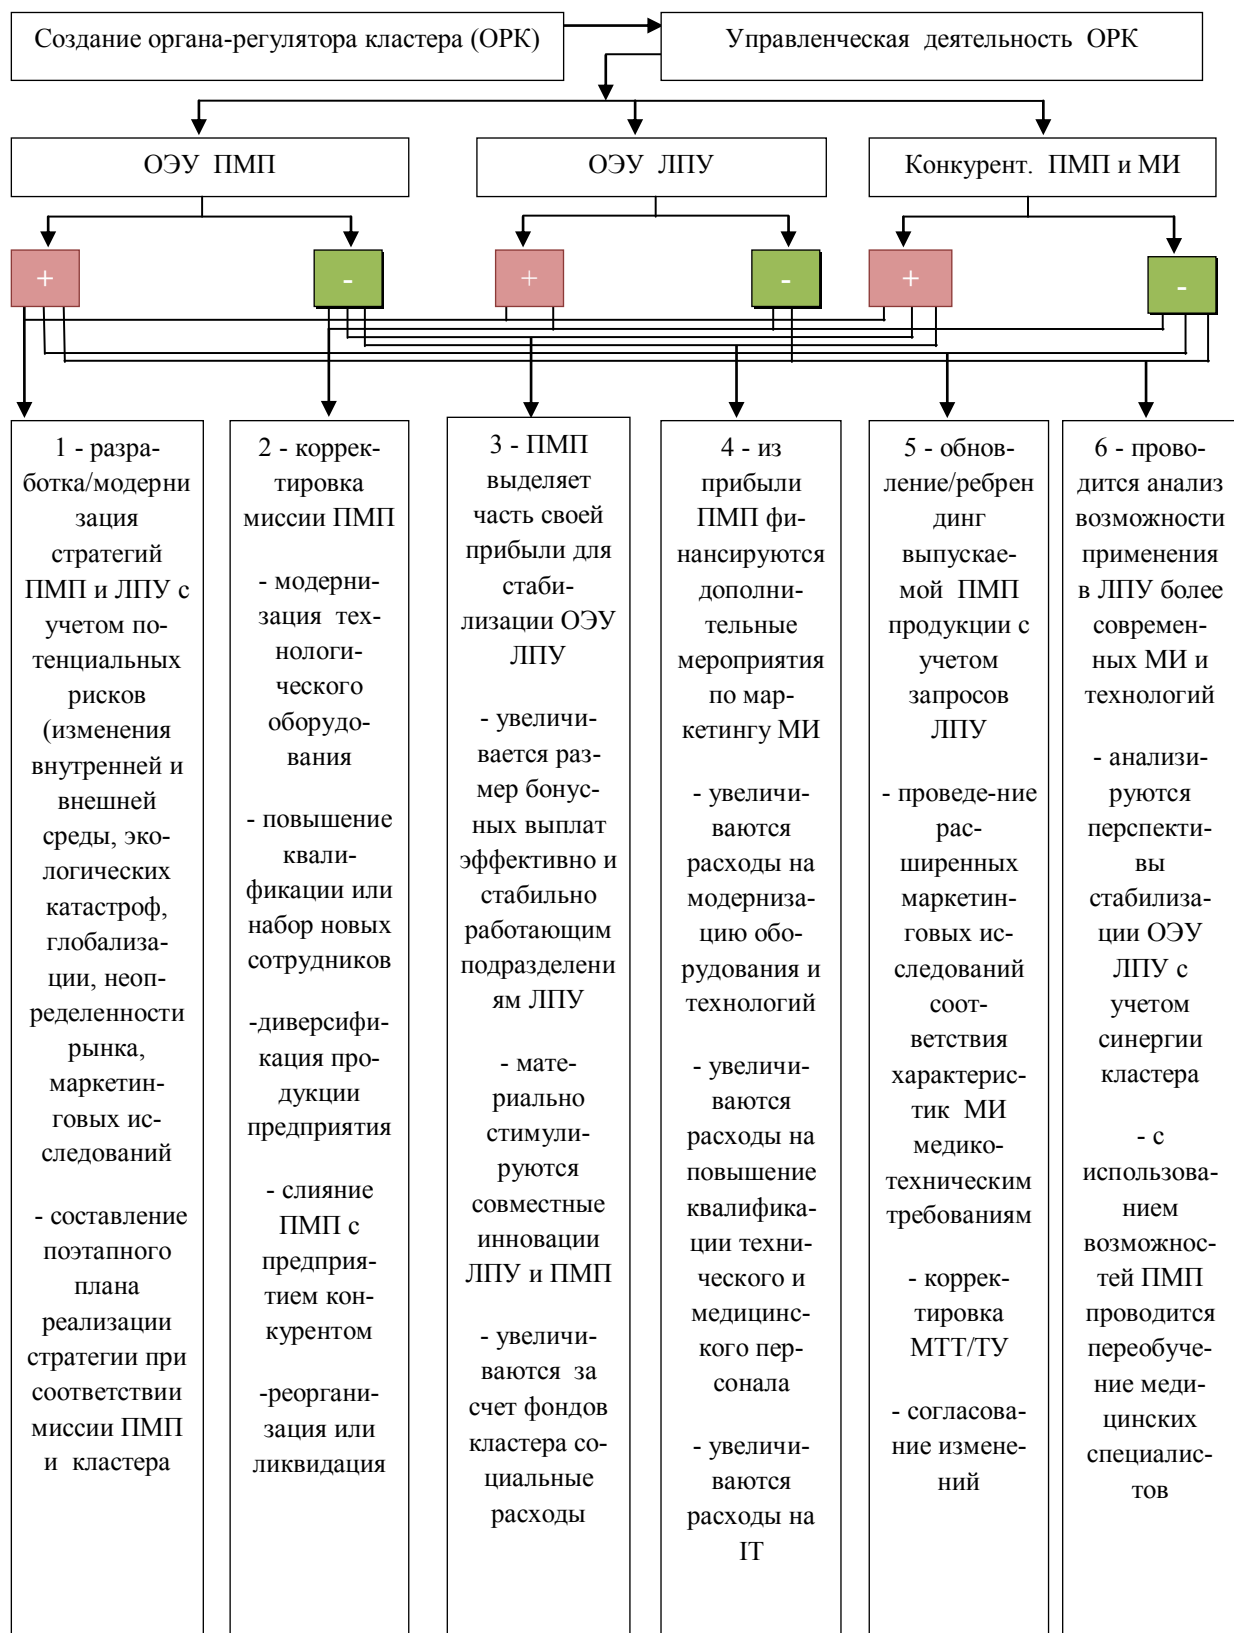 Создание органа-регулятора кластера (ОРК)
Управленческая деятельность ОРК
ОЭУ ПМП
ОЭУ ЛПУ
Конкурент. ПМП и МИ
+
-
+
-
+
-
1 - разра-
ботка/модерни
зация
стратегий
ПМП и ЛПУ с
учетом по-
тенциальных
рисков
(изменения
внутренней и
внешней
среды, эко-
логических
катастроф,
глобализа-
ции, неоп-
ределенности
рынка,
маркетин-
говых ис-
следований
- составление
поэтапного
плана
реализации
стратегии при
соответствии
миссии ПМП
и кластера
2 - коррек-
тировка
миссии ПМП
- модерни-
зация тех-
нологи-
ческого
оборудо-
вания
- повышение
квали-
фикации или
набор новых
сотрудников
-диверсифи-
кация про-
дукции
предприятия
- слияние
ПМП с
предприя-
тием кон-
курентом
-реоргани-
зация или
ликвидация
3 - ПМП
выделяет
часть своей
прибыли для
стаби-
лизации ОЭУ
ЛПУ
- увеличи-
вается раз-
мер бонус-
ных выплат
эффективно и
стабильно
работающим
подразделени
ям ЛПУ
- мате-
риально
стимули-
руются
совместные
инновации
ЛПУ и ПМП
- увеличи-
ваются за
счет фондов
кластера со-
циальные
расходы
4 - из
прибыли
ПМП фи-
нансируются
дополни-
тельные
мероприятия
по мар-
кетингу МИ
- увеличи-
ваются
расходы на
модерниза-
цию обо-
рудования и
технологий
- увеличи-
ваются
расходы на
повышение
квалифика-
ции техни-
ческого и
медицинс-
кого пер-
сонала
- увеличи-
ваются
расходы на
IT
5 - обнов-
ление/ребрен
динг
выпускае-
мой ПМП
продукции с
учетом
запросов
ЛПУ
- проведе-ние
рас-
ширенных
маркетин-
говых ис-
следований
соот-
ветствия
характерис-
тик МИ
медико-
техническим
требованиям
- коррек-
тировка
МТТ/ТУ
- согласова-
ние измене-
ний
6 - прово-
дится анализ
возможности
применения
в ЛПУ более
современ-
ных МИ и
технологий
- анализи-
руются
перспекти-
вы
стабилиза-
ции ОЭУ
ЛПУ с
учетом
синергии
кластера
- с
использова-
нием
возможнос-
тей ПМП
проводится
переобуче-
ние меди-
цинских
специалис-
тов